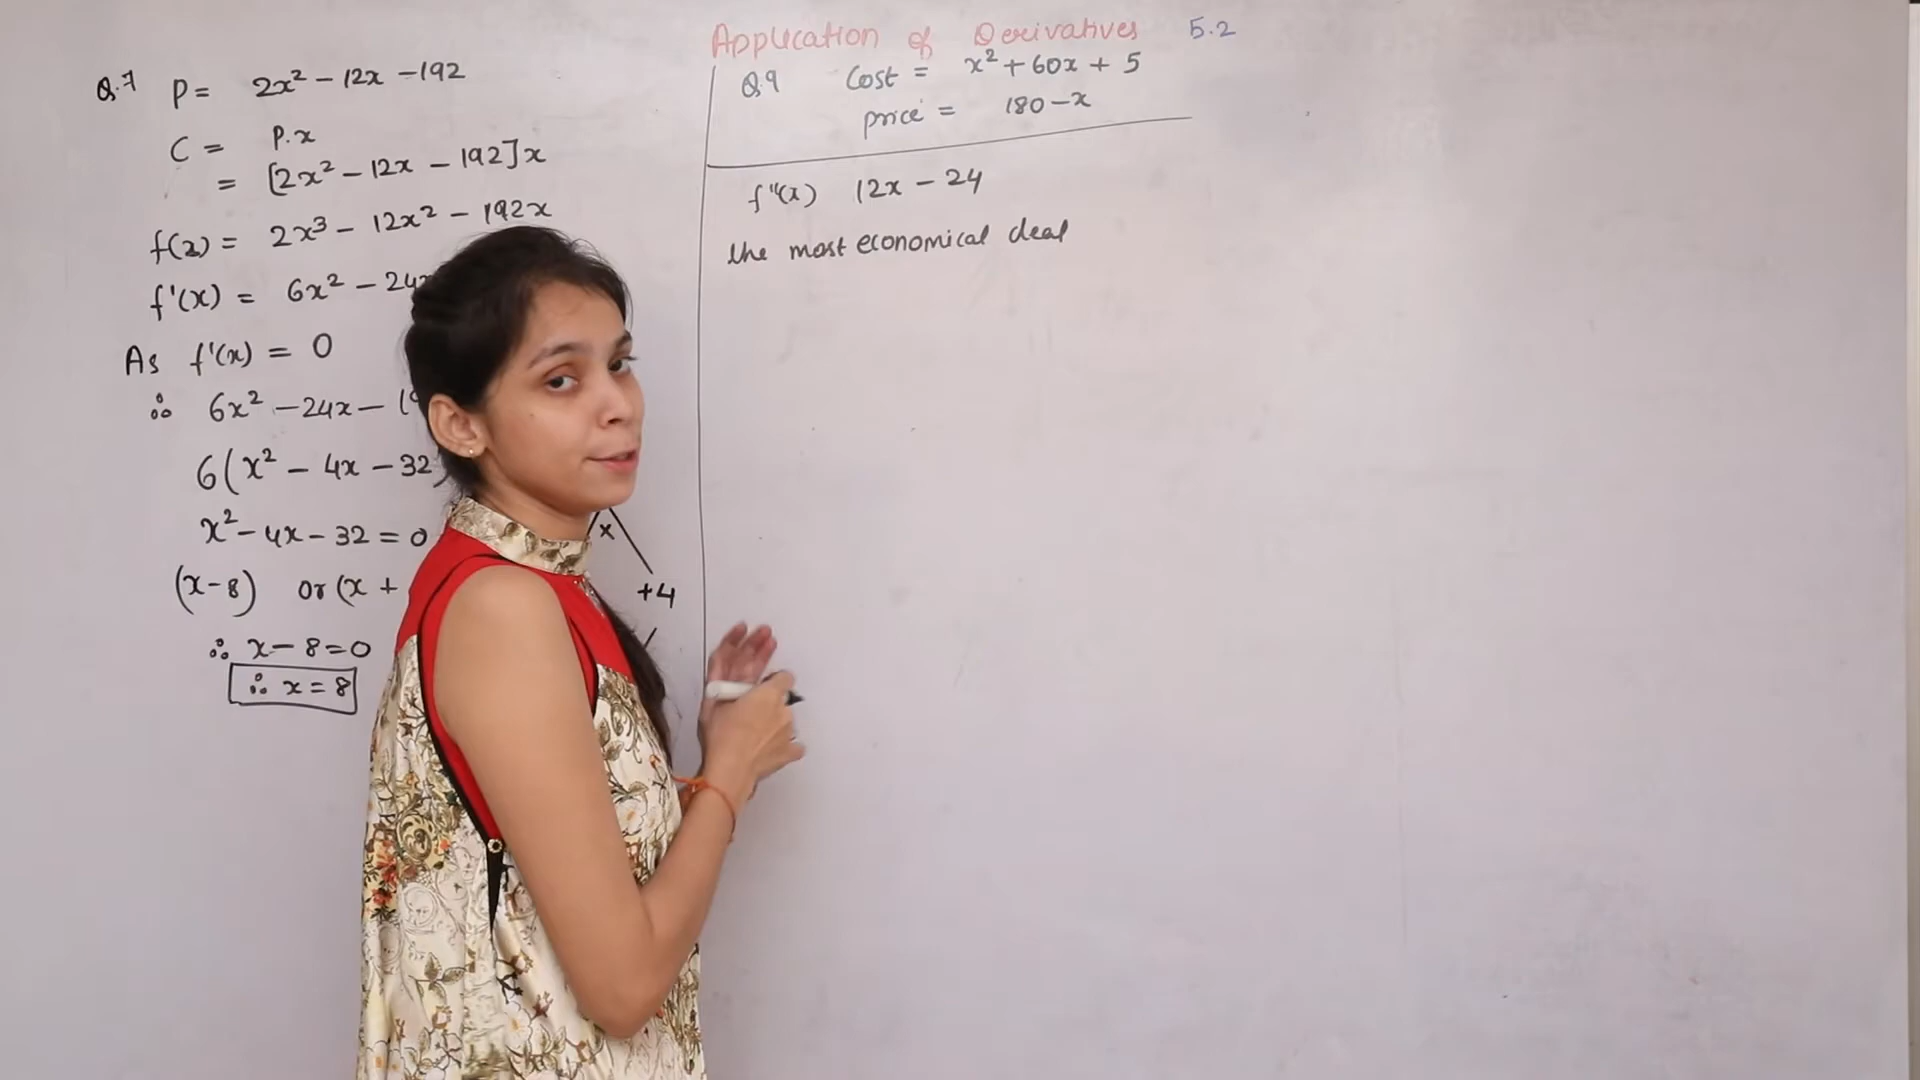 Application of Derivatives 5.2
Q.7 P = 2x² - 12x - 192
C = P.x
= [2x² - 12x - 192]x
f(x) = 2x³ - 12x² - 192x
f'(x) = 6x² - 24x
As f'(x) = 0
∴ 6x² - 24x - 19
6(x² - 4x - 32)
x² - 4x - 32 = 0
(x-8) or (x +
∴ x - 8 = 0
∴ x = 8
x
+4
Q.9 Cost = x² + 60x + 5
price = 180 - x
f''(x) 12x - 24
the most economical deal